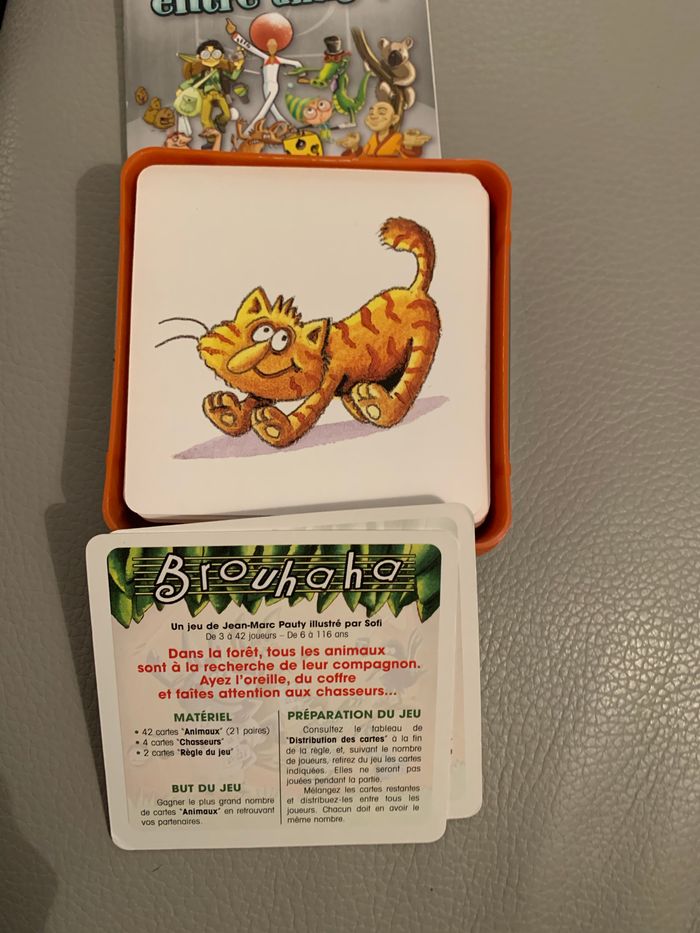 entre
Brouhaha
Un jeu de Jean-Marc Pauty illustré par Sofi
De 3 à 42 joueurs – De 6 à 116 ans
Dans la forêt, tous les animaux
sont à la recherche de leur compagnon.
Ayez l'oreille, du coffre
et faîtes attention aux chasseurs...
MATÉRIEL
• 42 cartes "Animaux" (21 paires)
• 4 cartes "Chasseurs"
• 2 cartes "Règle du jeu"
BUT DU JEU
Gagner le plus grand nombre
de cartes "Animaux" en retrouvant
vos partenaires.
PRÉPARATION DU JEU
Consultez le tableau de
"Distribution des cartes" à la fin
de la règle, et, suivant le nombre
de joueurs, retirez du jeu les cartes
indiquées. Elles ne seront pas
jouées pendant la partie.
Mélangez les cartes restantes
et distribuez-les entre tous les
joueurs. Chacun doit en avoir le
même nombre.